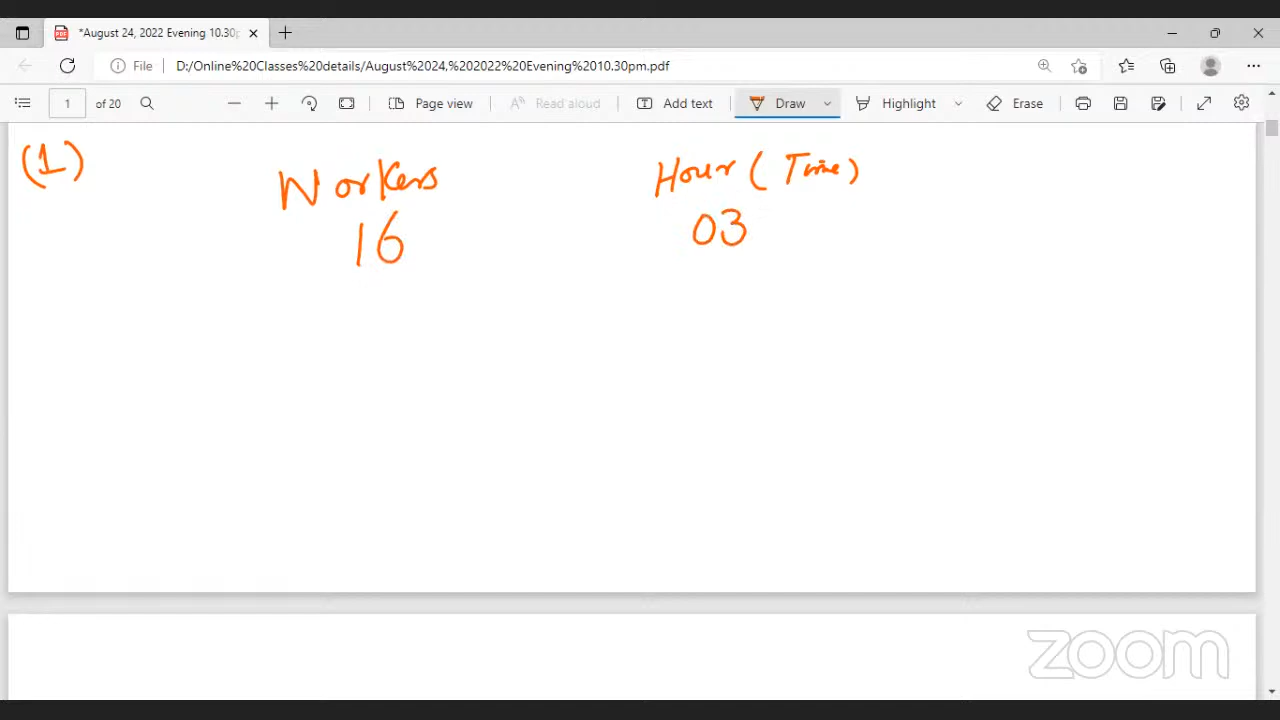 *August 24, 2022 Evening 10.30p
File D:/Online%20Classes%20details/August%2024,%202022%20Evening%2010.30pm.pdf
1 of 20 Page view Read aloud Add text Draw Highlight Erase
(1)
Workers Hour (Time)
16 03
zoom